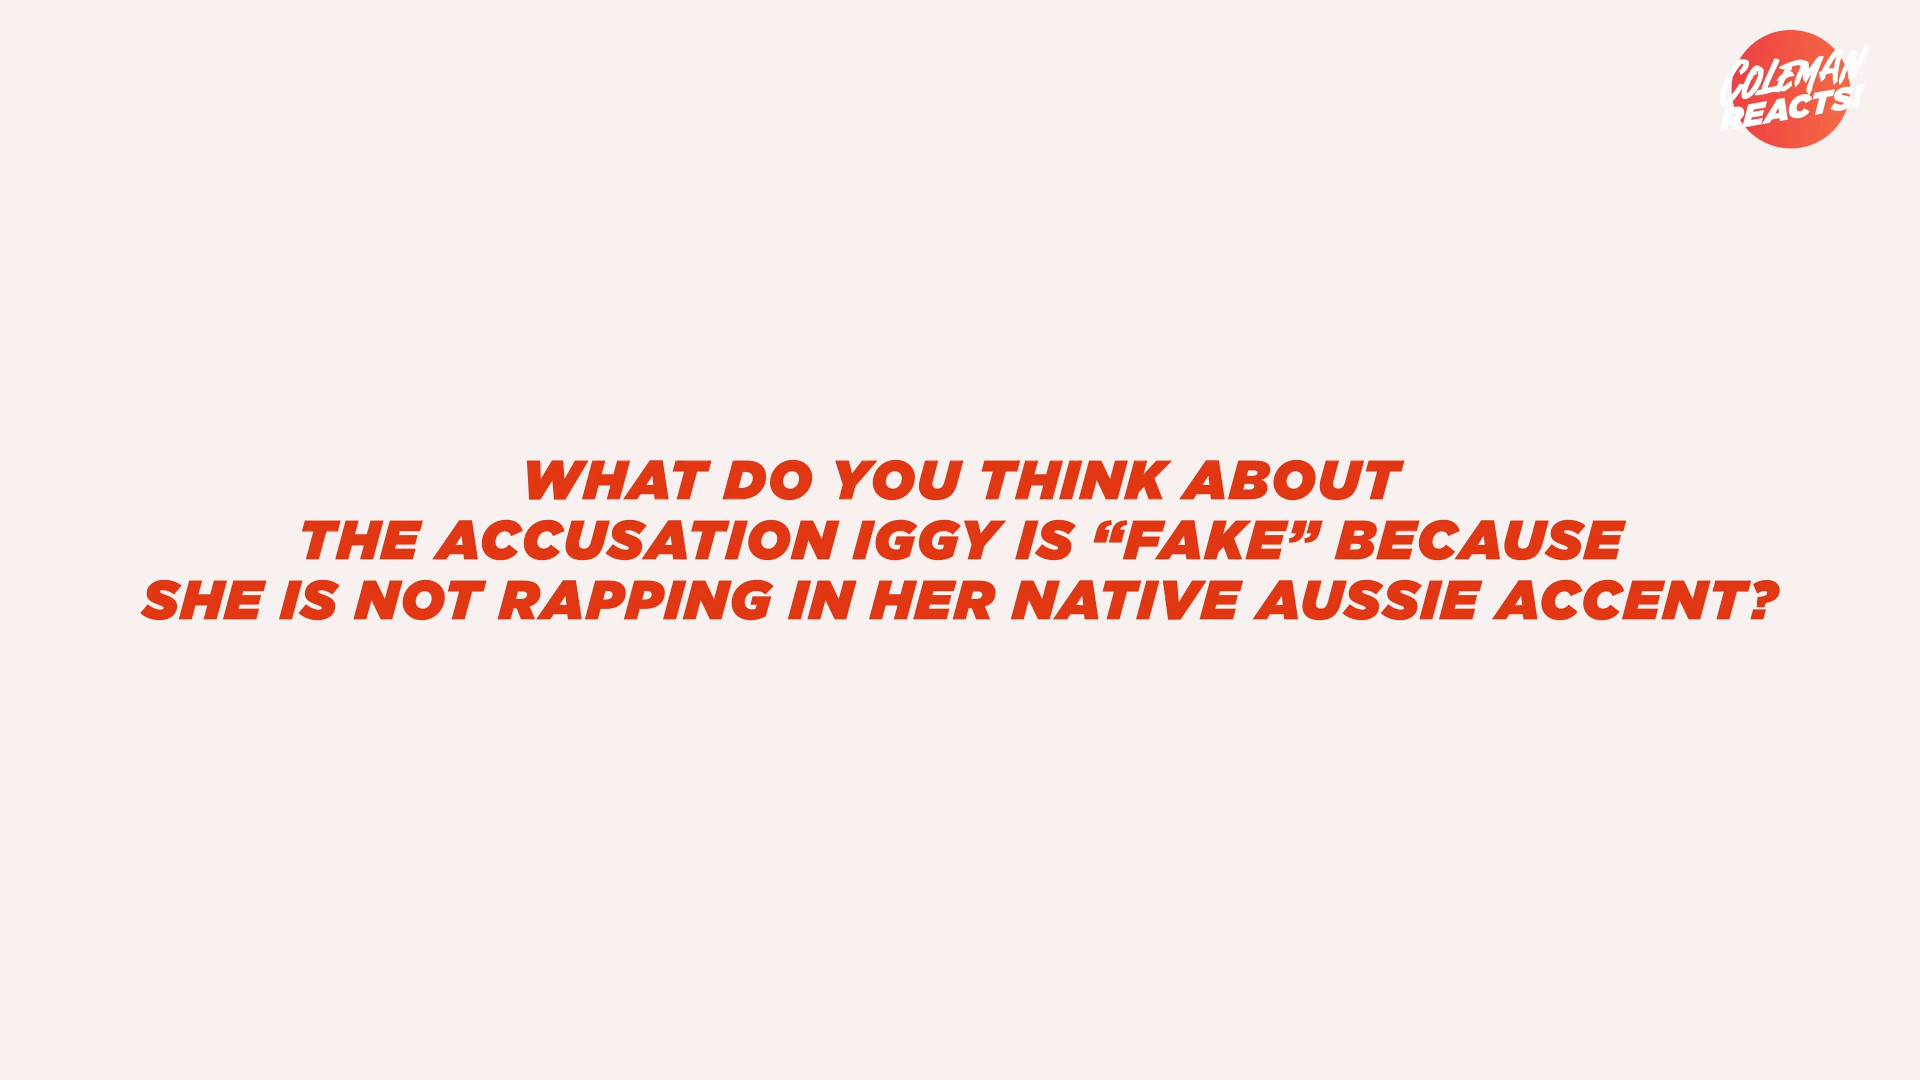 COLEMAN
REACTS!
WHAT DO YOU THINK ABOUT
THE ACCUSATION IGGY IS “FAKE” BECAUSE
SHE IS NOT RAPPING IN HER NATIVE AUSSIE ACCENT?